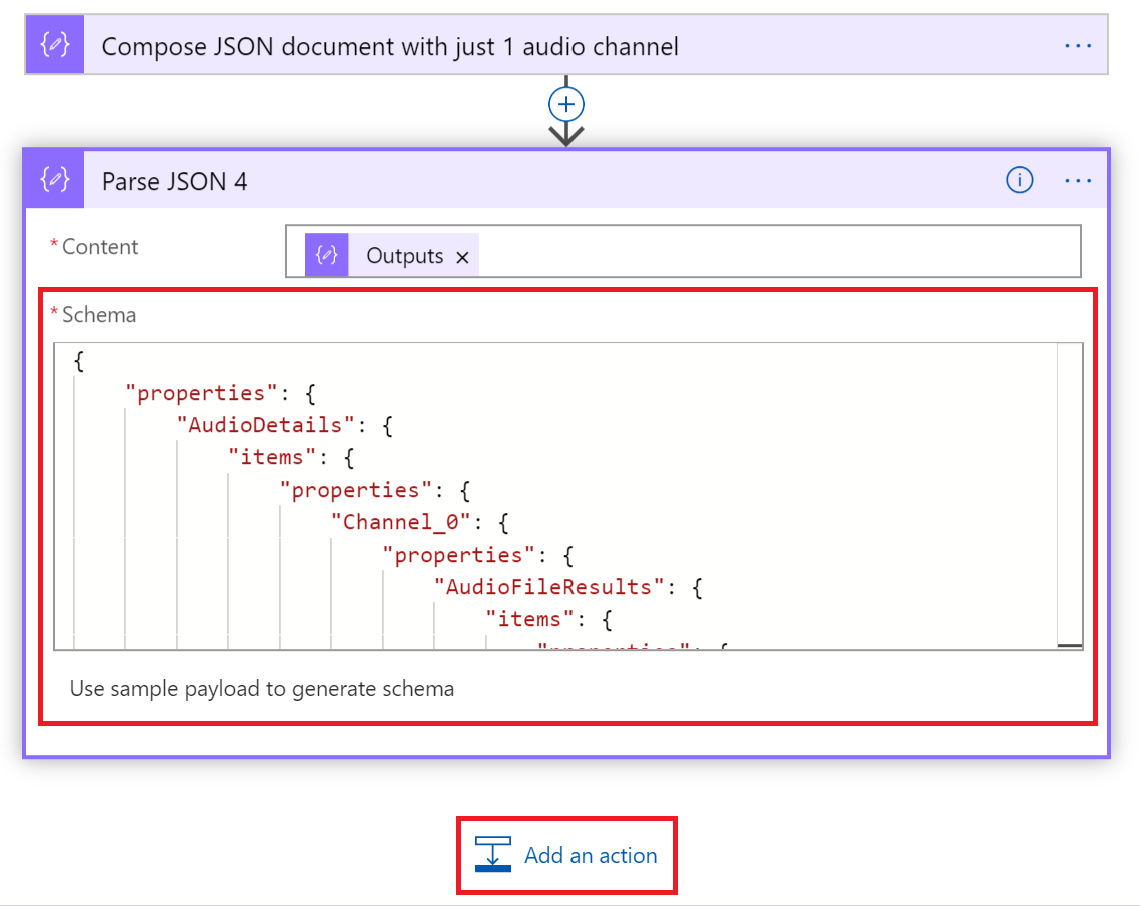 Compose JSON document with just 1 audio channel
Parse JSON 4
* Content
Outputs ×
* Schema
{
"properties": {
"AudioDetails": {
"items": {
"properties": {
"Channel_0": {
"properties": {
"AudioFileResults": {
"items": {
"properties": {
Use sample payload to generate schema
Add an action